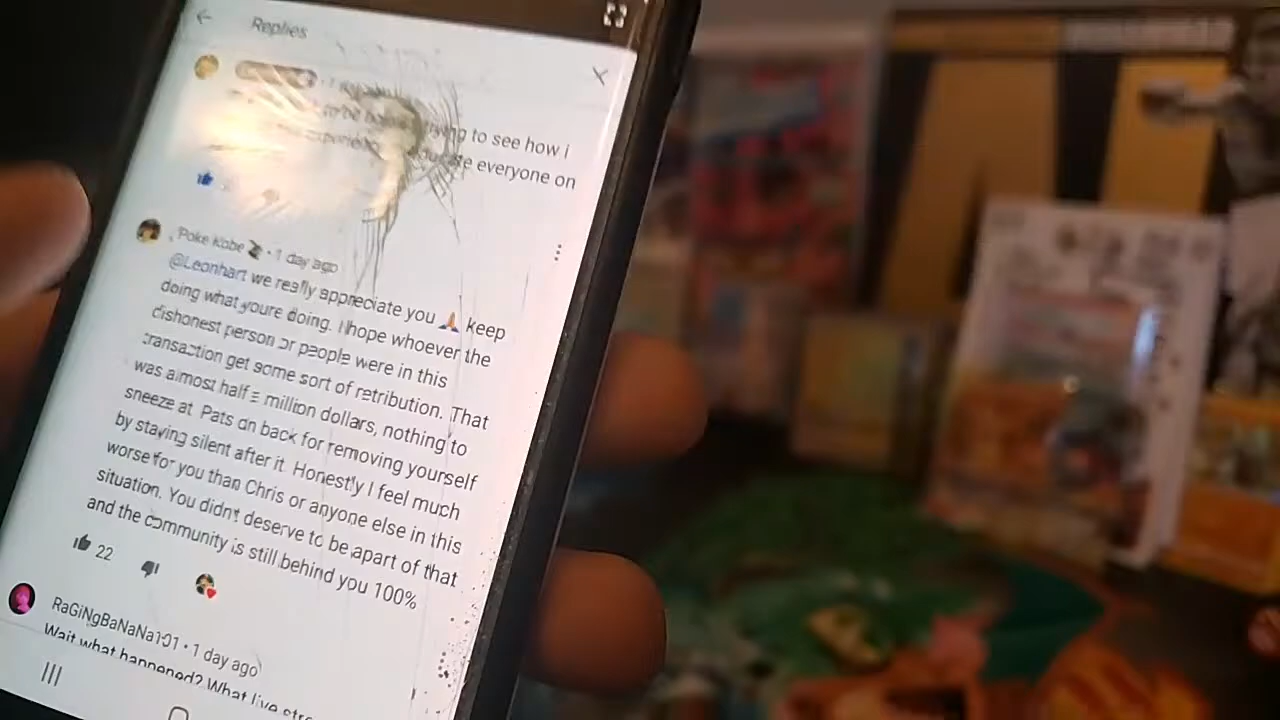 Replies
trying to see how i
everyone on
Poke Kobe • 1 day ago
@Leonhart we really appreciate you 🙏 keep
doing what youre doing. I hope whoever the
dishonest person or people were in this
transaction get some sort of retribution. That
was almost half a million dollars, nothing to
sneeze at. Pats on back for removing yourself
by staying silent after it. Honestly I feel much
worse for you than Chris or anyone else in this
situation. You didnt deserve to be apart of that
and the community is still behind you 100%
22
RaGiNgBaNaNa101 • 1 day ago
Wait what happened? What live